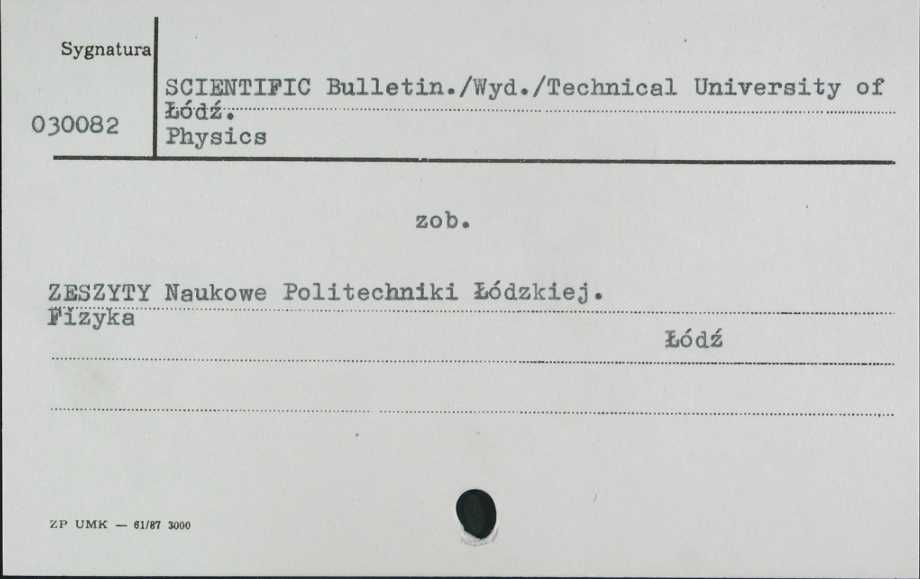 Sygnatura
SCIENTIFIC Bulletin./Wyd./Technical University of
Łódź.
030082
Physics
zob.
ZESZYTY Naukowe Politechniki Łódzkiej.
Fizyka
Łódź
ZP UMK — 61/87 3000